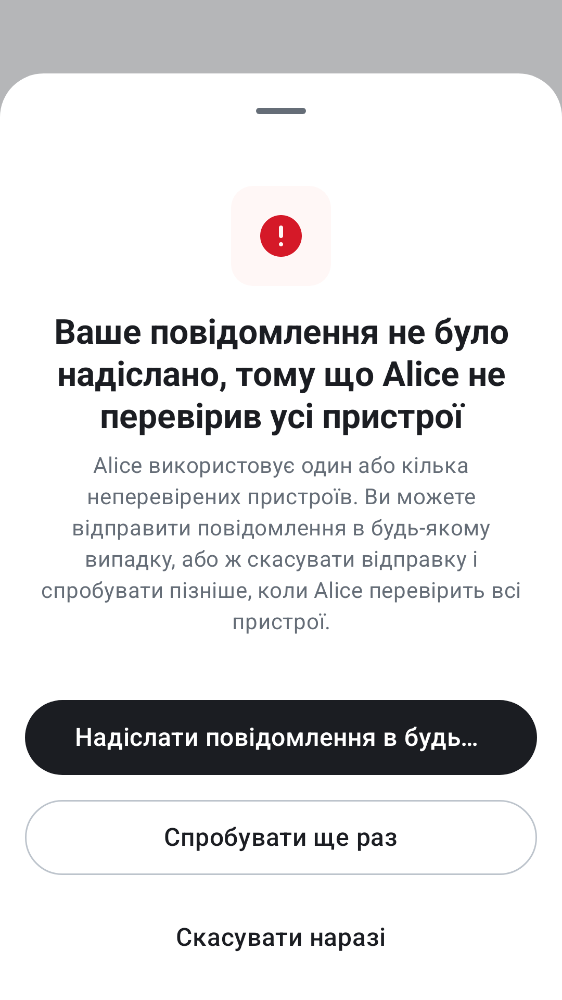 Ваше повідомлення не було
надіслано, тому що Alice не
перевірив усі пристрої
Alice використовує один або кілька
неперевірених пристроїв. Ви можете
відправити повідомлення в будь-якому
випадку, або ж скасувати відправку і
спробувати пізніше, коли Alice перевірить всі
пристрої.
Надіслати повідомлення в будь…
Спробувати ще раз
Скасувати наразі